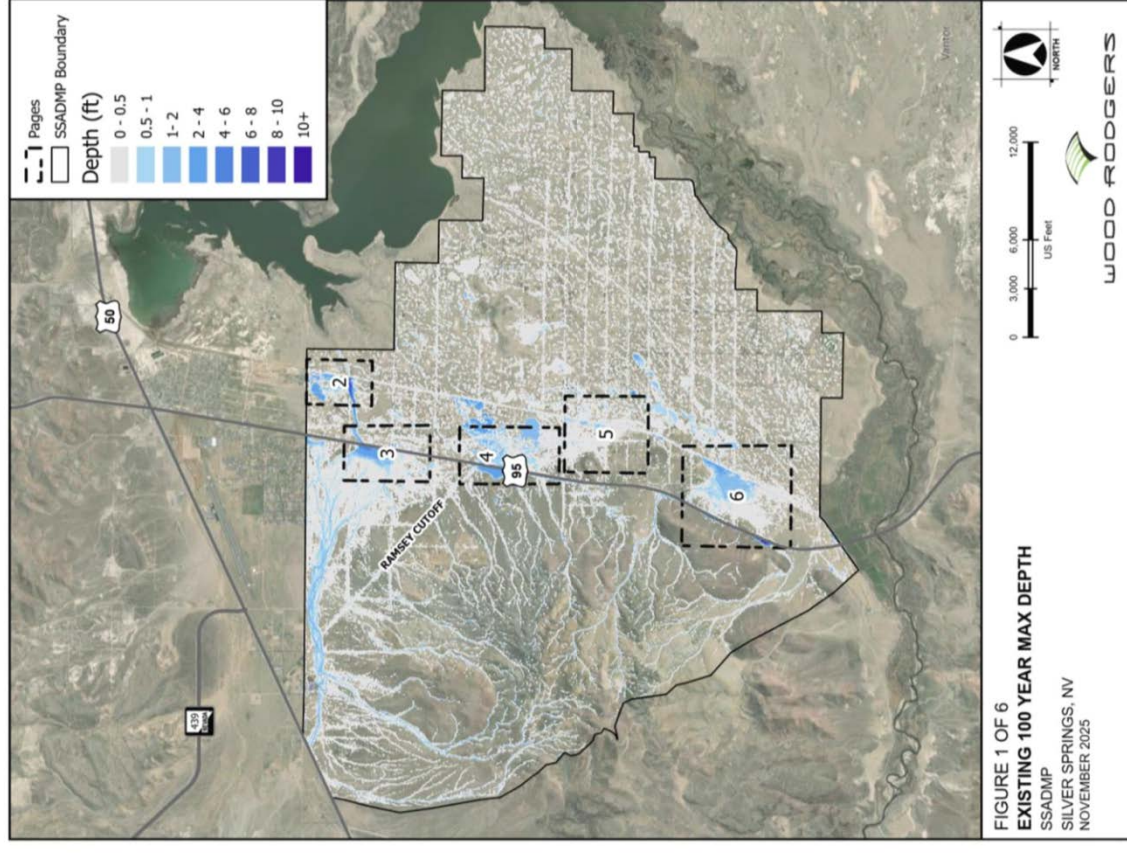 Pages
SSADMP Boundary
Depth (ft)
0 - 0.5
0.5 - 1
1- 2
2 - 4
4 - 6
6 - 8
8 - 10
10+
50
439
95
RAMSEY CUTOFF
2
3
4
5
6
Vantor
FIGURE 1 OF 6
EXISTING 100 YEAR MAX DEPTH
SSADMP
SILVER SPRINGS, NV
NOVEMBER 2025
0
3,000
6,000
12,000
US Feet
NORTH
WOOD RODGERS